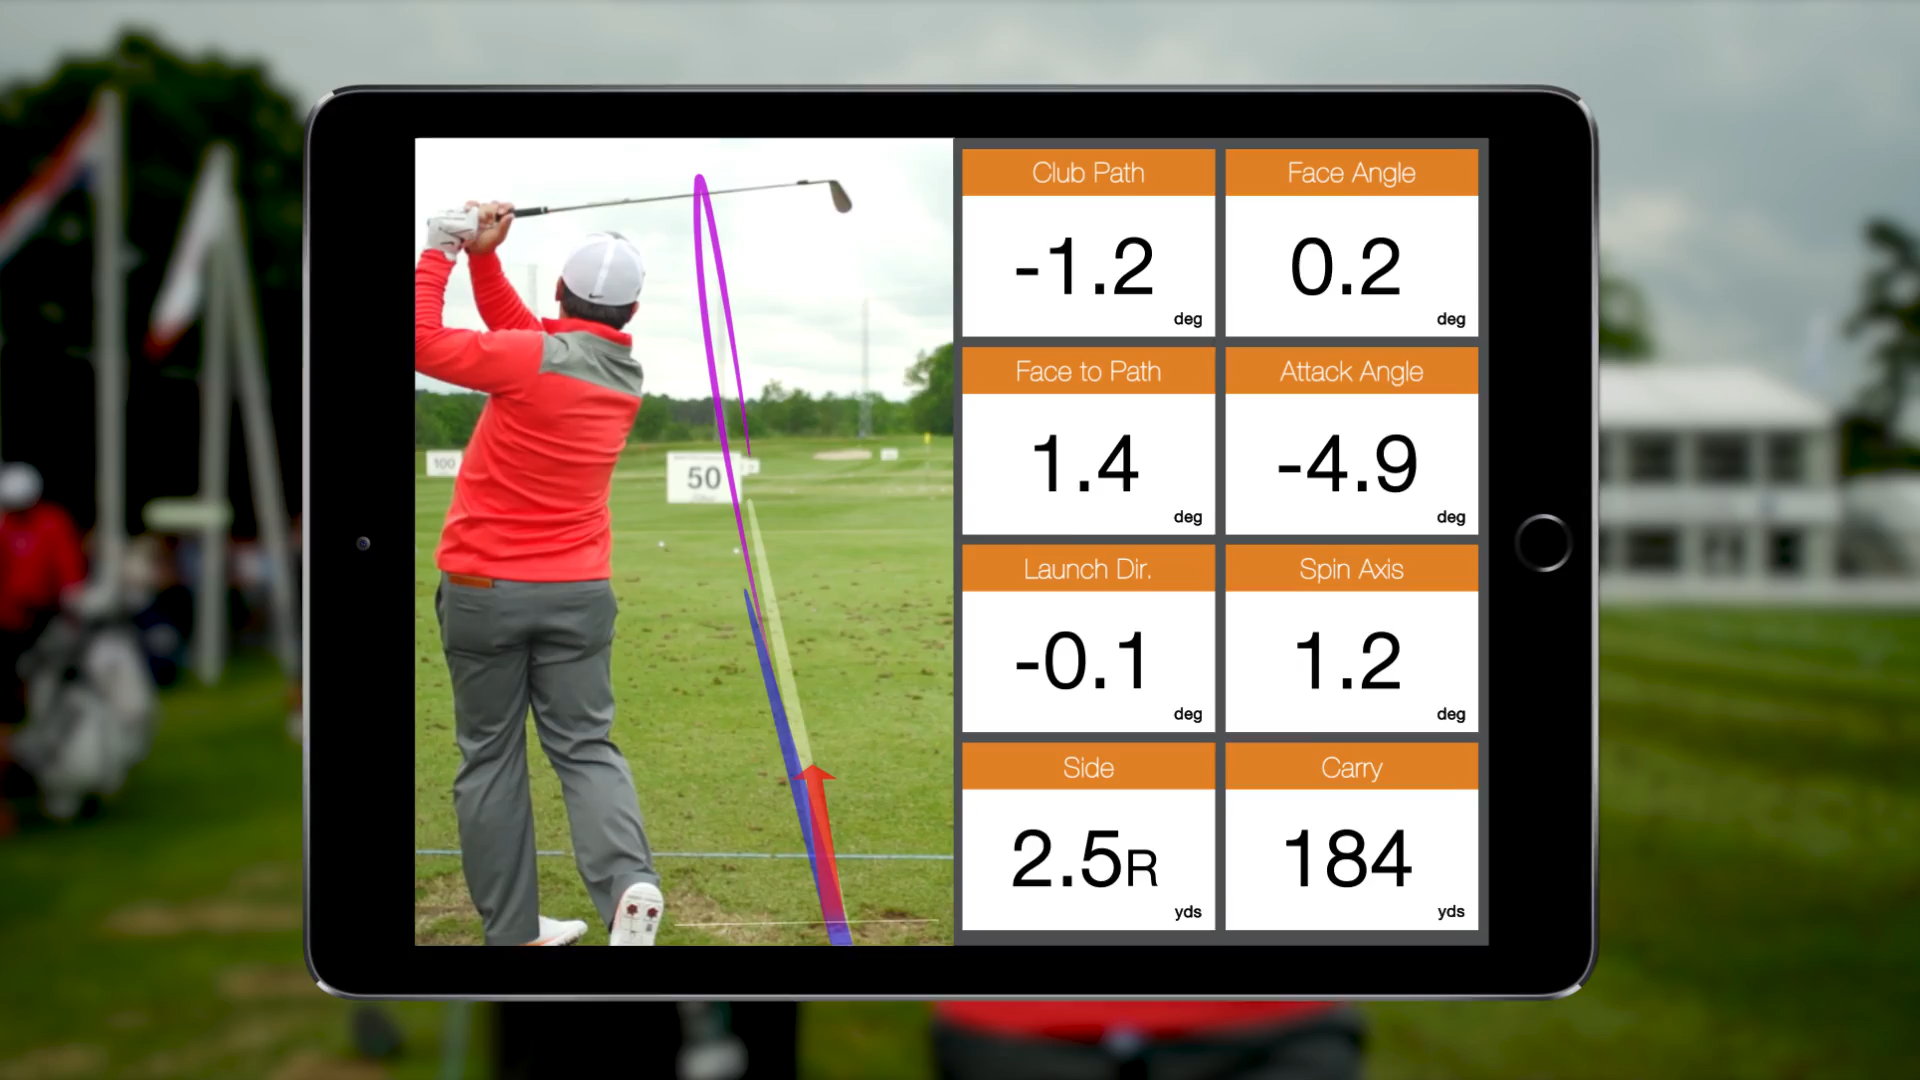 Club Path
-1.2
deg
Face Angle
0.2
deg
Face to Path
1.4
deg
Attack Angle
-4.9
deg
Launch Dir.
-0.1
deg
Spin Axis
1.2
deg
Side
2.5R
yds
Carry
184
yds
100
50